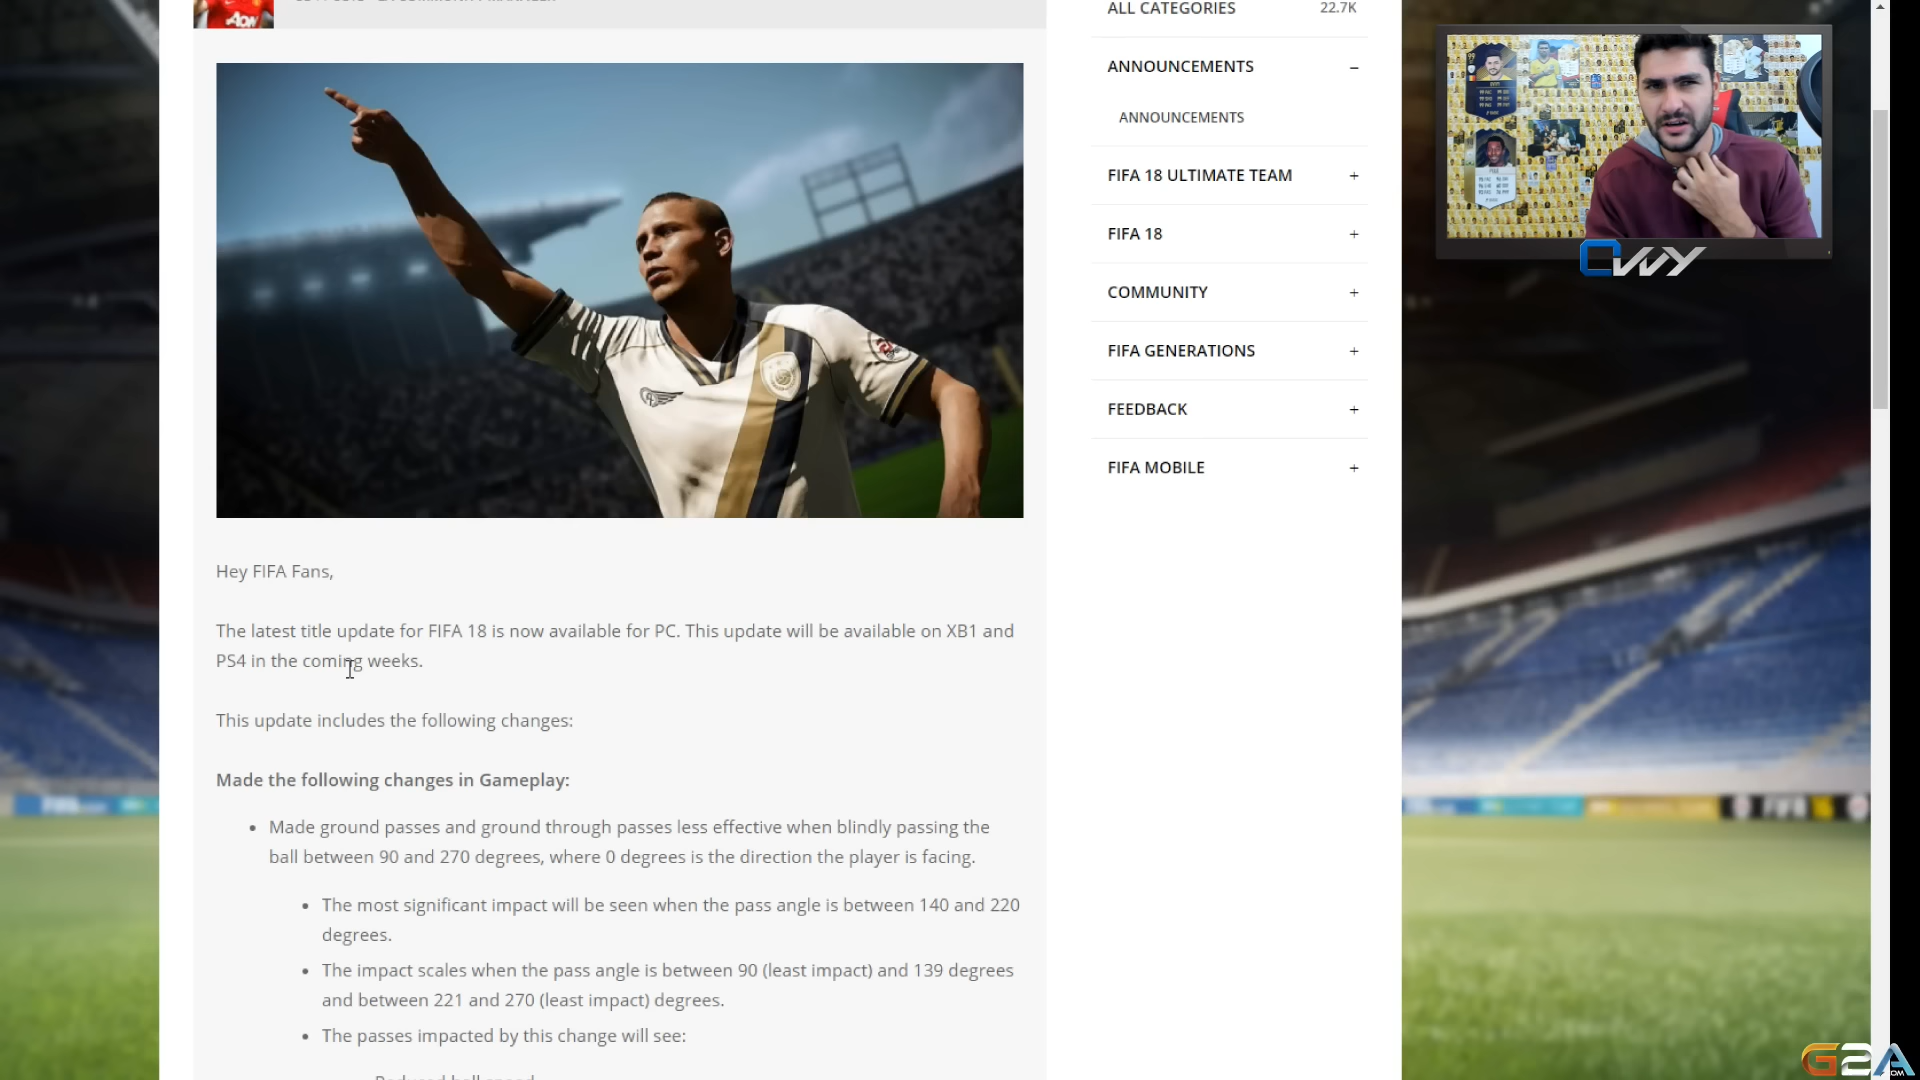 AON
ALL CATEGORIES 22.7K
ANNOUNCEMENTS –
ANNOUNCEMENTS
FIFA 18 ULTIMATE TEAM +
FIFA 18 +
COMMUNITY +
FIFA GENERATIONS +
FEEDBACK +
FIFA MOBILE +
Hey FIFA Fans,
The latest title update for FIFA 18 is now available for PC. This update will be available on XB1 and
PS4 in the coming weeks.
This update includes the following changes:
Made the following changes in Gameplay:
• Made ground passes and ground through passes less effective when blindly passing the
ball between 90 and 270 degrees, where 0 degrees is the direction the player is facing.
• The most significant impact will be seen when the pass angle is between 140 and 220
degrees.
• The impact scales when the pass angle is between 90 (least impact) and 139 degrees
and between 221 and 270 (least impact) degrees.
• The passes impacted by this change will see:
Reduced ball speed
G2A
.COM